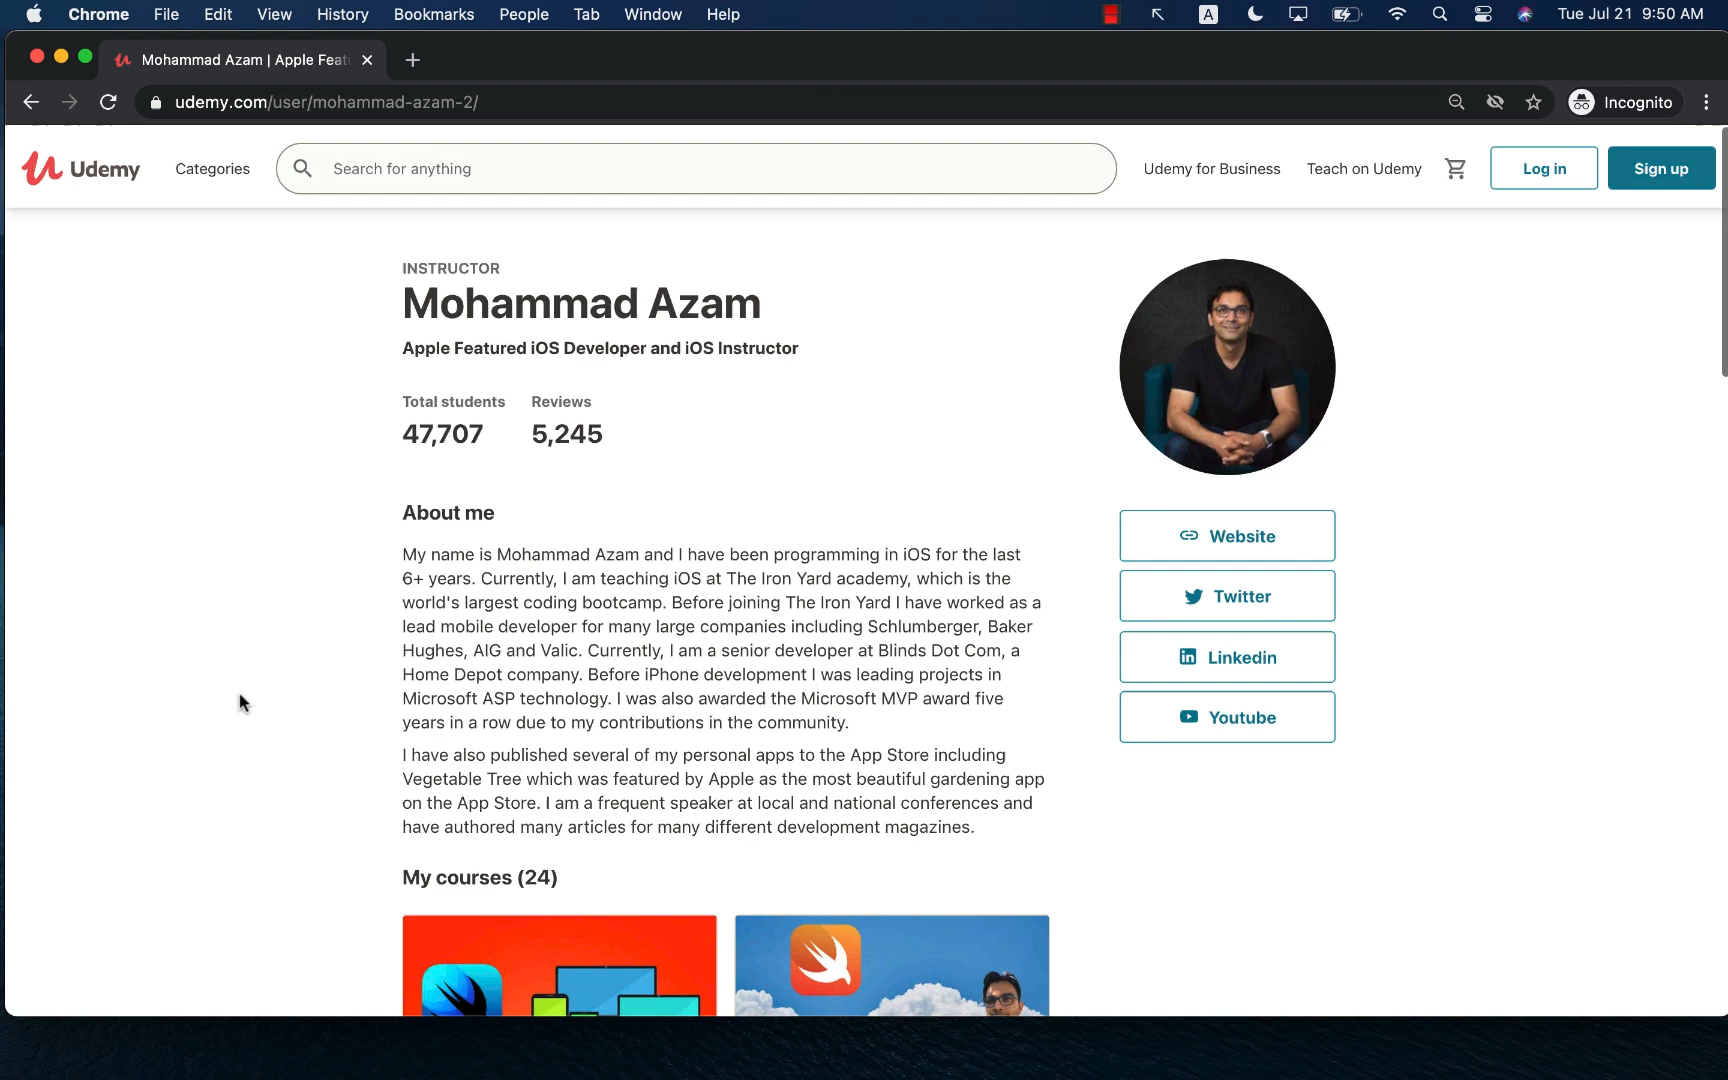 Chrome File Edit View History Bookmarks People Tab Window Help A Tue Jul 21 9:50 AM
Mohammad Azam | Apple Feat
udemy.com/user/mohammad-azam-2/ Incognito
Udemy Categories Search for anything Udemy for Business Teach on Udemy Log in Sign up
INSTRUCTOR
Mohammad Azam
Apple Featured iOS Developer and iOS Instructor
Total students Reviews
47,707 5,245
About me
My name is Mohammad Azam and I have been programming in iOS for the last
6+ years. Currently, I am teaching iOS at The Iron Yard academy, which is the
world's largest coding bootcamp. Before joining The Iron Yard I have worked as a
lead mobile developer for many large companies including Schlumberger, Baker
Hughes, AIG and Valic. Currently, I am a senior developer at Blinds Dot Com, a
Home Depot company. Before iPhone development I was leading projects in
Microsoft ASP technology. I was also awarded the Microsoft MVP award five
years in a row due to my contributions in the community.
I have also published several of my personal apps to the App Store including
Vegetable Tree which was featured by Apple as the most beautiful gardening app
on the App Store. I am a frequent speaker at local and national conferences and
have authored many articles for many different development magazines.
Website
Twitter
Linkedin
Youtube
My courses (24)